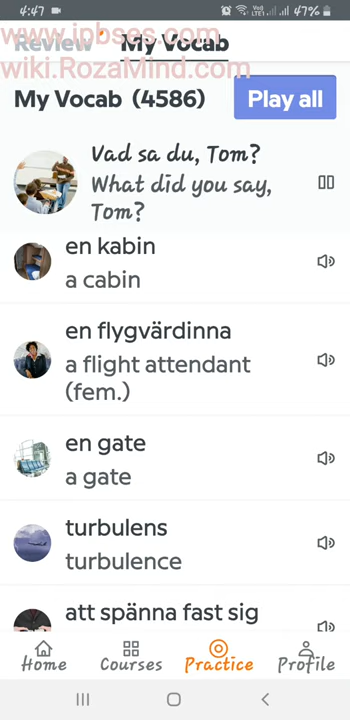 4:47
47%
www.ipbses.com
Review
My Vocab
wiki.RozaMind.com
My Vocab (4586)
Play all
Vad sa du, Tom?
What did you say,
Tom?
en kabin
a cabin
en flygvärdinna
a flight attendant
(fem.)
en gate
a gate
turbulens
turbulence
att spänna fast sig
Home
Courses
Practice
Profile